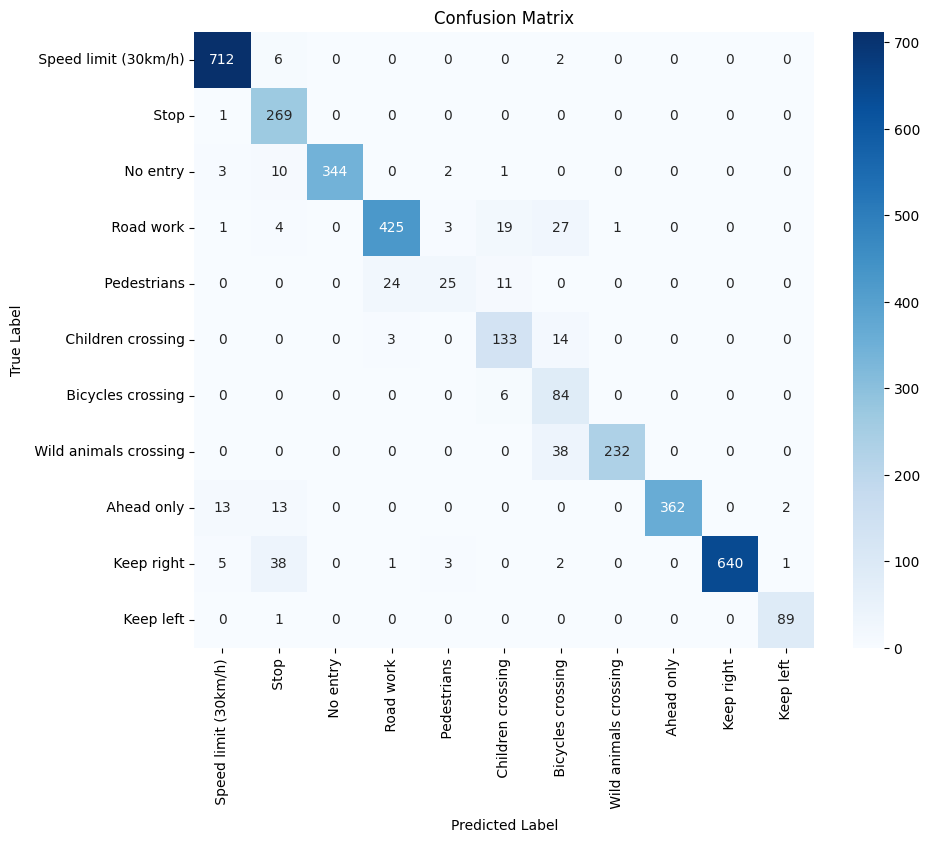 Confusion Matrix
Speed limit (30km/h) 712 6 0 0 0 0 2 0 0 0 0
Stop 1 269 0 0 0 0 0 0 0 0 0
No entry 3 10 344 0 2 1 0 0 0 0 0
Road work 1 4 0 425 3 19 27 1 0 0 0
Pedestrians 0 0 0 24 25 11 0 0 0 0 0
Children crossing 0 0 0 3 0 133 14 0 0 0 0
Bicycles crossing 0 0 0 0 0 6 84 0 0 0 0
Wild animals crossing 0 0 0 0 0 0 38 232 0 0 0
Ahead only 13 13 0 0 0 0 0 0 362 0 2
Keep right 5 38 0 1 3 0 2 0 0 640 1
Keep left 0 1 0 0 0 0 0 0 0 0 89
True Label
Speed limit (30km/h)
Stop
No entry
Road work
Pedestrians
Children crossing
Bicycles crossing
Wild animals crossing
Ahead only
Keep right
Keep left
Predicted Label
700
600
500
400
300
200
100
0